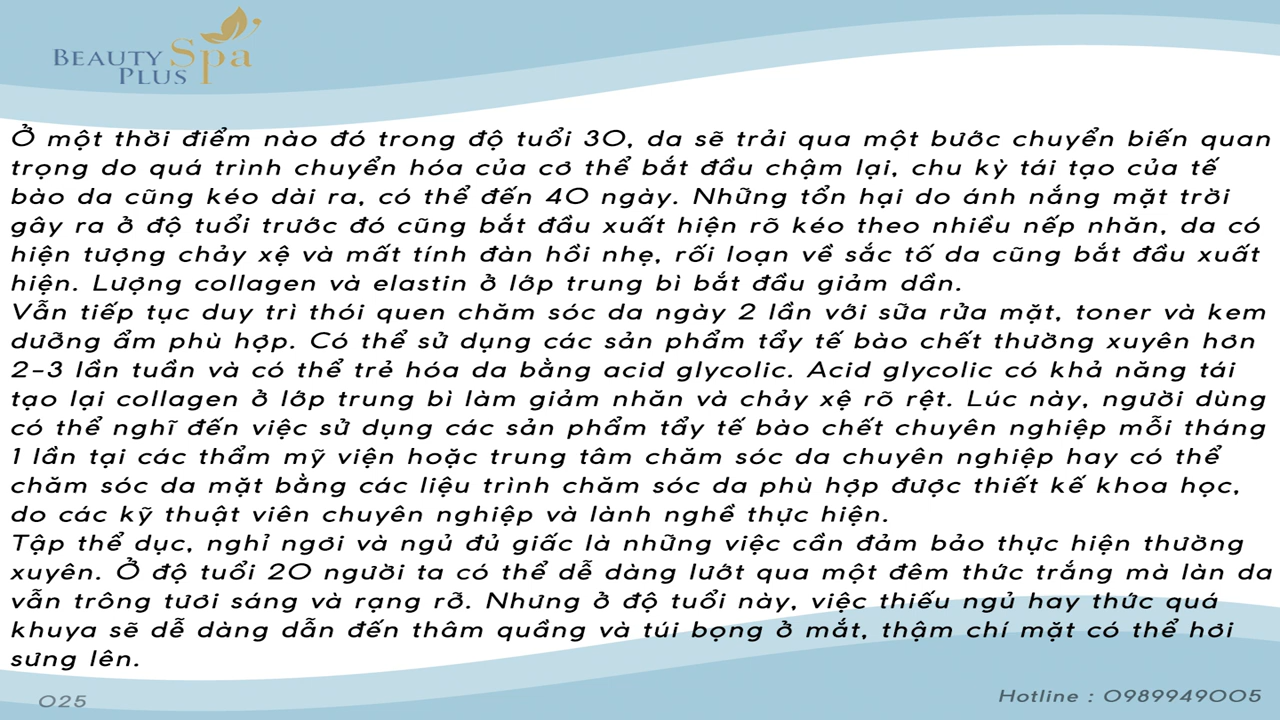 BEAUTY Spa
PLUS
Ở một thời điểm nào đó trong độ tuổi 30, da sẽ trải qua một bước chuyển biến quan
trọng do quá trình chuyển hóa của cơ thể bắt đầu chậm lại, chu kỳ tái tạo của tế
bào da cũng kéo dài ra, có thể đến 40 ngày. Những tổn hại do ánh nắng mặt trời
gây ra ở độ tuổi trước đó cũng bắt đầu xuất hiện rõ kéo theo nhiều nếp nhăn, da có
hiện tượng chảy xệ và mất tính đàn hồi nhẹ, rối loạn về sắc tố da cũng bắt đầu xuất
hiện. Lượng collagen và elastin ở lớp trung bì bắt đầu giảm dần.
Vẫn tiếp tục duy trì thói quen chăm sóc da ngày 2 lần với sữa rửa mặt, toner và kem
dưỡng ẩm phù hợp. Có thể sử dụng các sản phẩm tẩy tế bào chết thường xuyên hơn
2-3 lần tuần và có thể trẻ hóa da bằng acid glycolic. Acid glycolic có khả năng tái
tạo lại collagen ở lớp trung bì làm giảm nhăn và chảy xệ rõ rệt. Lúc này, người dùng
có thể nghĩ đến việc sử dụng các sản phẩm tẩy tế bào chết chuyên nghiệp mỗi tháng
1 lần tại các thẩm mỹ viện hoặc trung tâm chăm sóc da chuyên nghiệp hay có thể
chăm sóc da mặt bằng các liệu trình chăm sóc da phù hợp được thiết kế khoa học,
do các kỹ thuật viên chuyên nghiệp và lành nghề thực hiện.
Tập thể dục, nghỉ ngơi và ngủ đủ giấc là những việc cần đảm bảo thực hiện thường
xuyên. Ở độ tuổi 20 người ta có thể dễ dàng lướt qua một đêm thức trắng mà làn da
vẫn trông tươi sáng và rạng rỡ. Nhưng ở độ tuổi này, việc thiếu ngủ hay thức quá
khuya sẽ dễ dàng dẫn đến thâm quầng và túi bọng ở mắt, thậm chí mặt có thể hơi
sưng lên.
025
Hotline : 0989949005